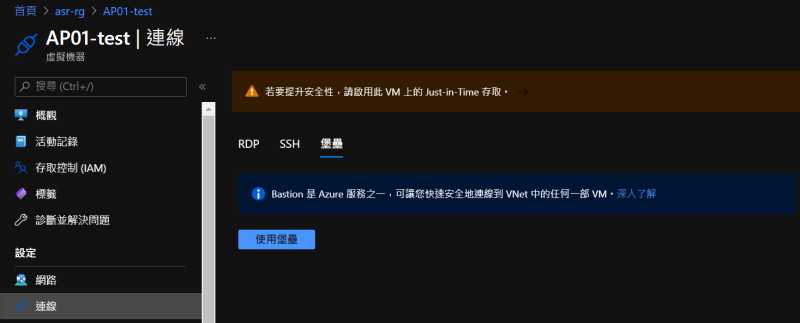 首頁 > asr-rg > AP01-test
AP01-test | 連線 ...
虛擬機器
搜尋 (Ctrl+/)
«
若要提升安全性，請啟用此 VM 上的 Just-in-Time 存取。 →
概觀
活動記錄
存取控制 (IAM)
標籤
診斷並解決問題
設定
網路
連線
RDP SSH 堡壘
Bastion 是 Azure 服務之一，可讓您快速安全地連線到 VNet 中的任何一部 VM。深入了解
使用堡壘